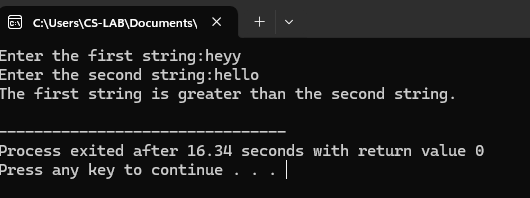 C:\Users\CS-LAB\Documents\
Enter the first string:heyy
Enter the second string:hello
The first string is greater than the second string.
--------------------------------
Process exited after 16.34 seconds with return value 0
Press any key to continue . . .